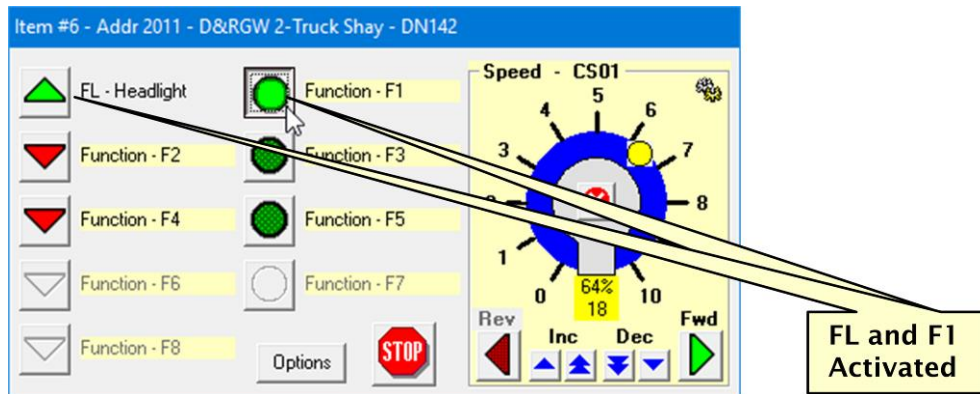 Item #6 - Addr 2011 - D&RGW 2-Truck Shay - DN142
FL - Headlight
Function - F1
Function - F2
Function - F3
Function - F4
Function - F5
Function - F6
Function - F7
Function - F8
Options
STOP
Speed - CS01
5
4
6
3
7
2
8
1
0
10
64%
18
Rev
Inc
Dec
Fwd
FL and F1
Activated